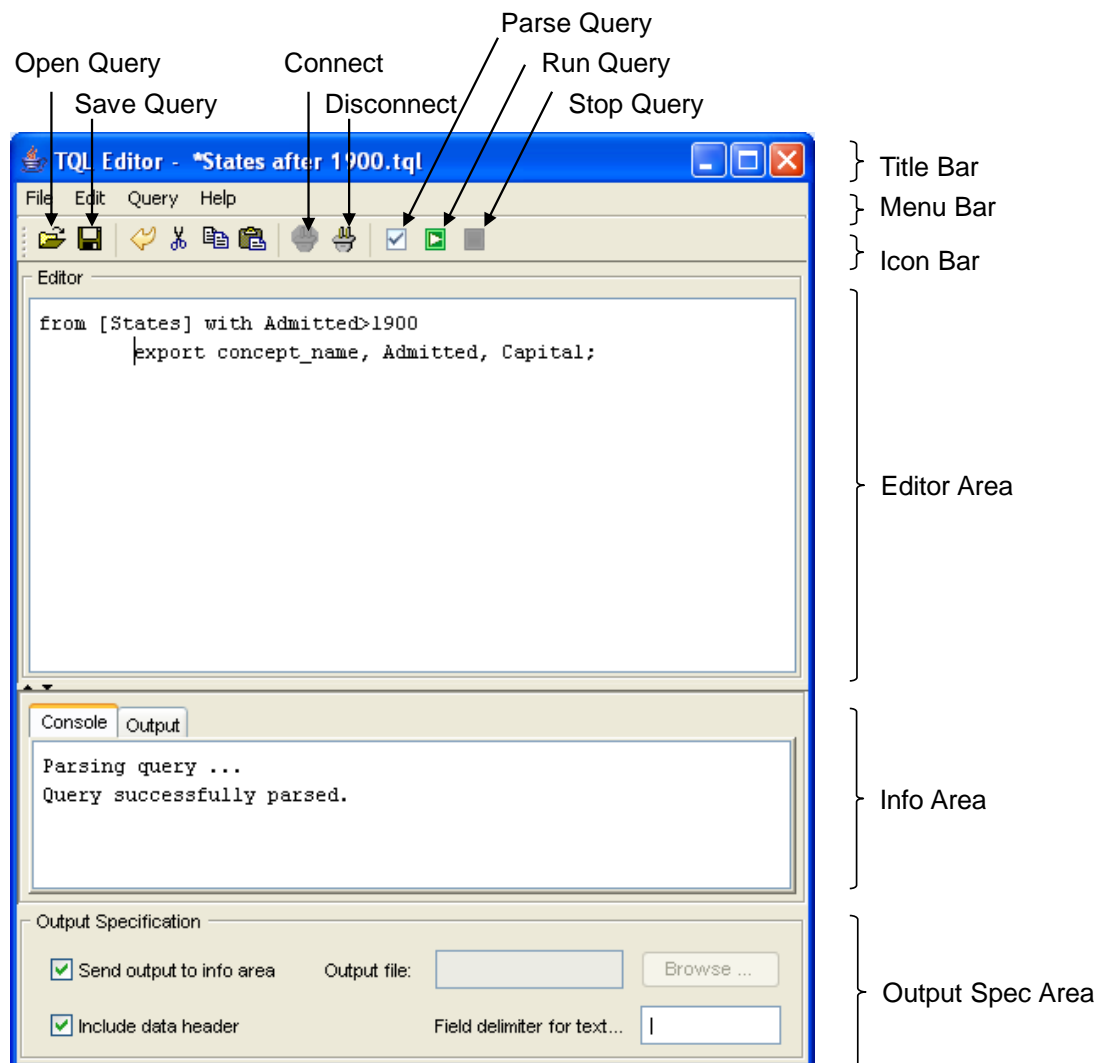 Parse Query
Open Query Connect Run Query
Save Query Disconnect Stop Query
TQL Editor - *States after 1900.tql
Title Bar
File Edit Query Help
Menu Bar
Icon Bar
Editor
from [States] with Admitted>1900
export concept_name, Admitted, Capital;
Editor Area
Console Output
Parsing query ...
Query successfully parsed.
Info Area
Output Specification
Send output to info area Output file: Browse ...
Output Spec Area
Include data header Field delimiter for text... |